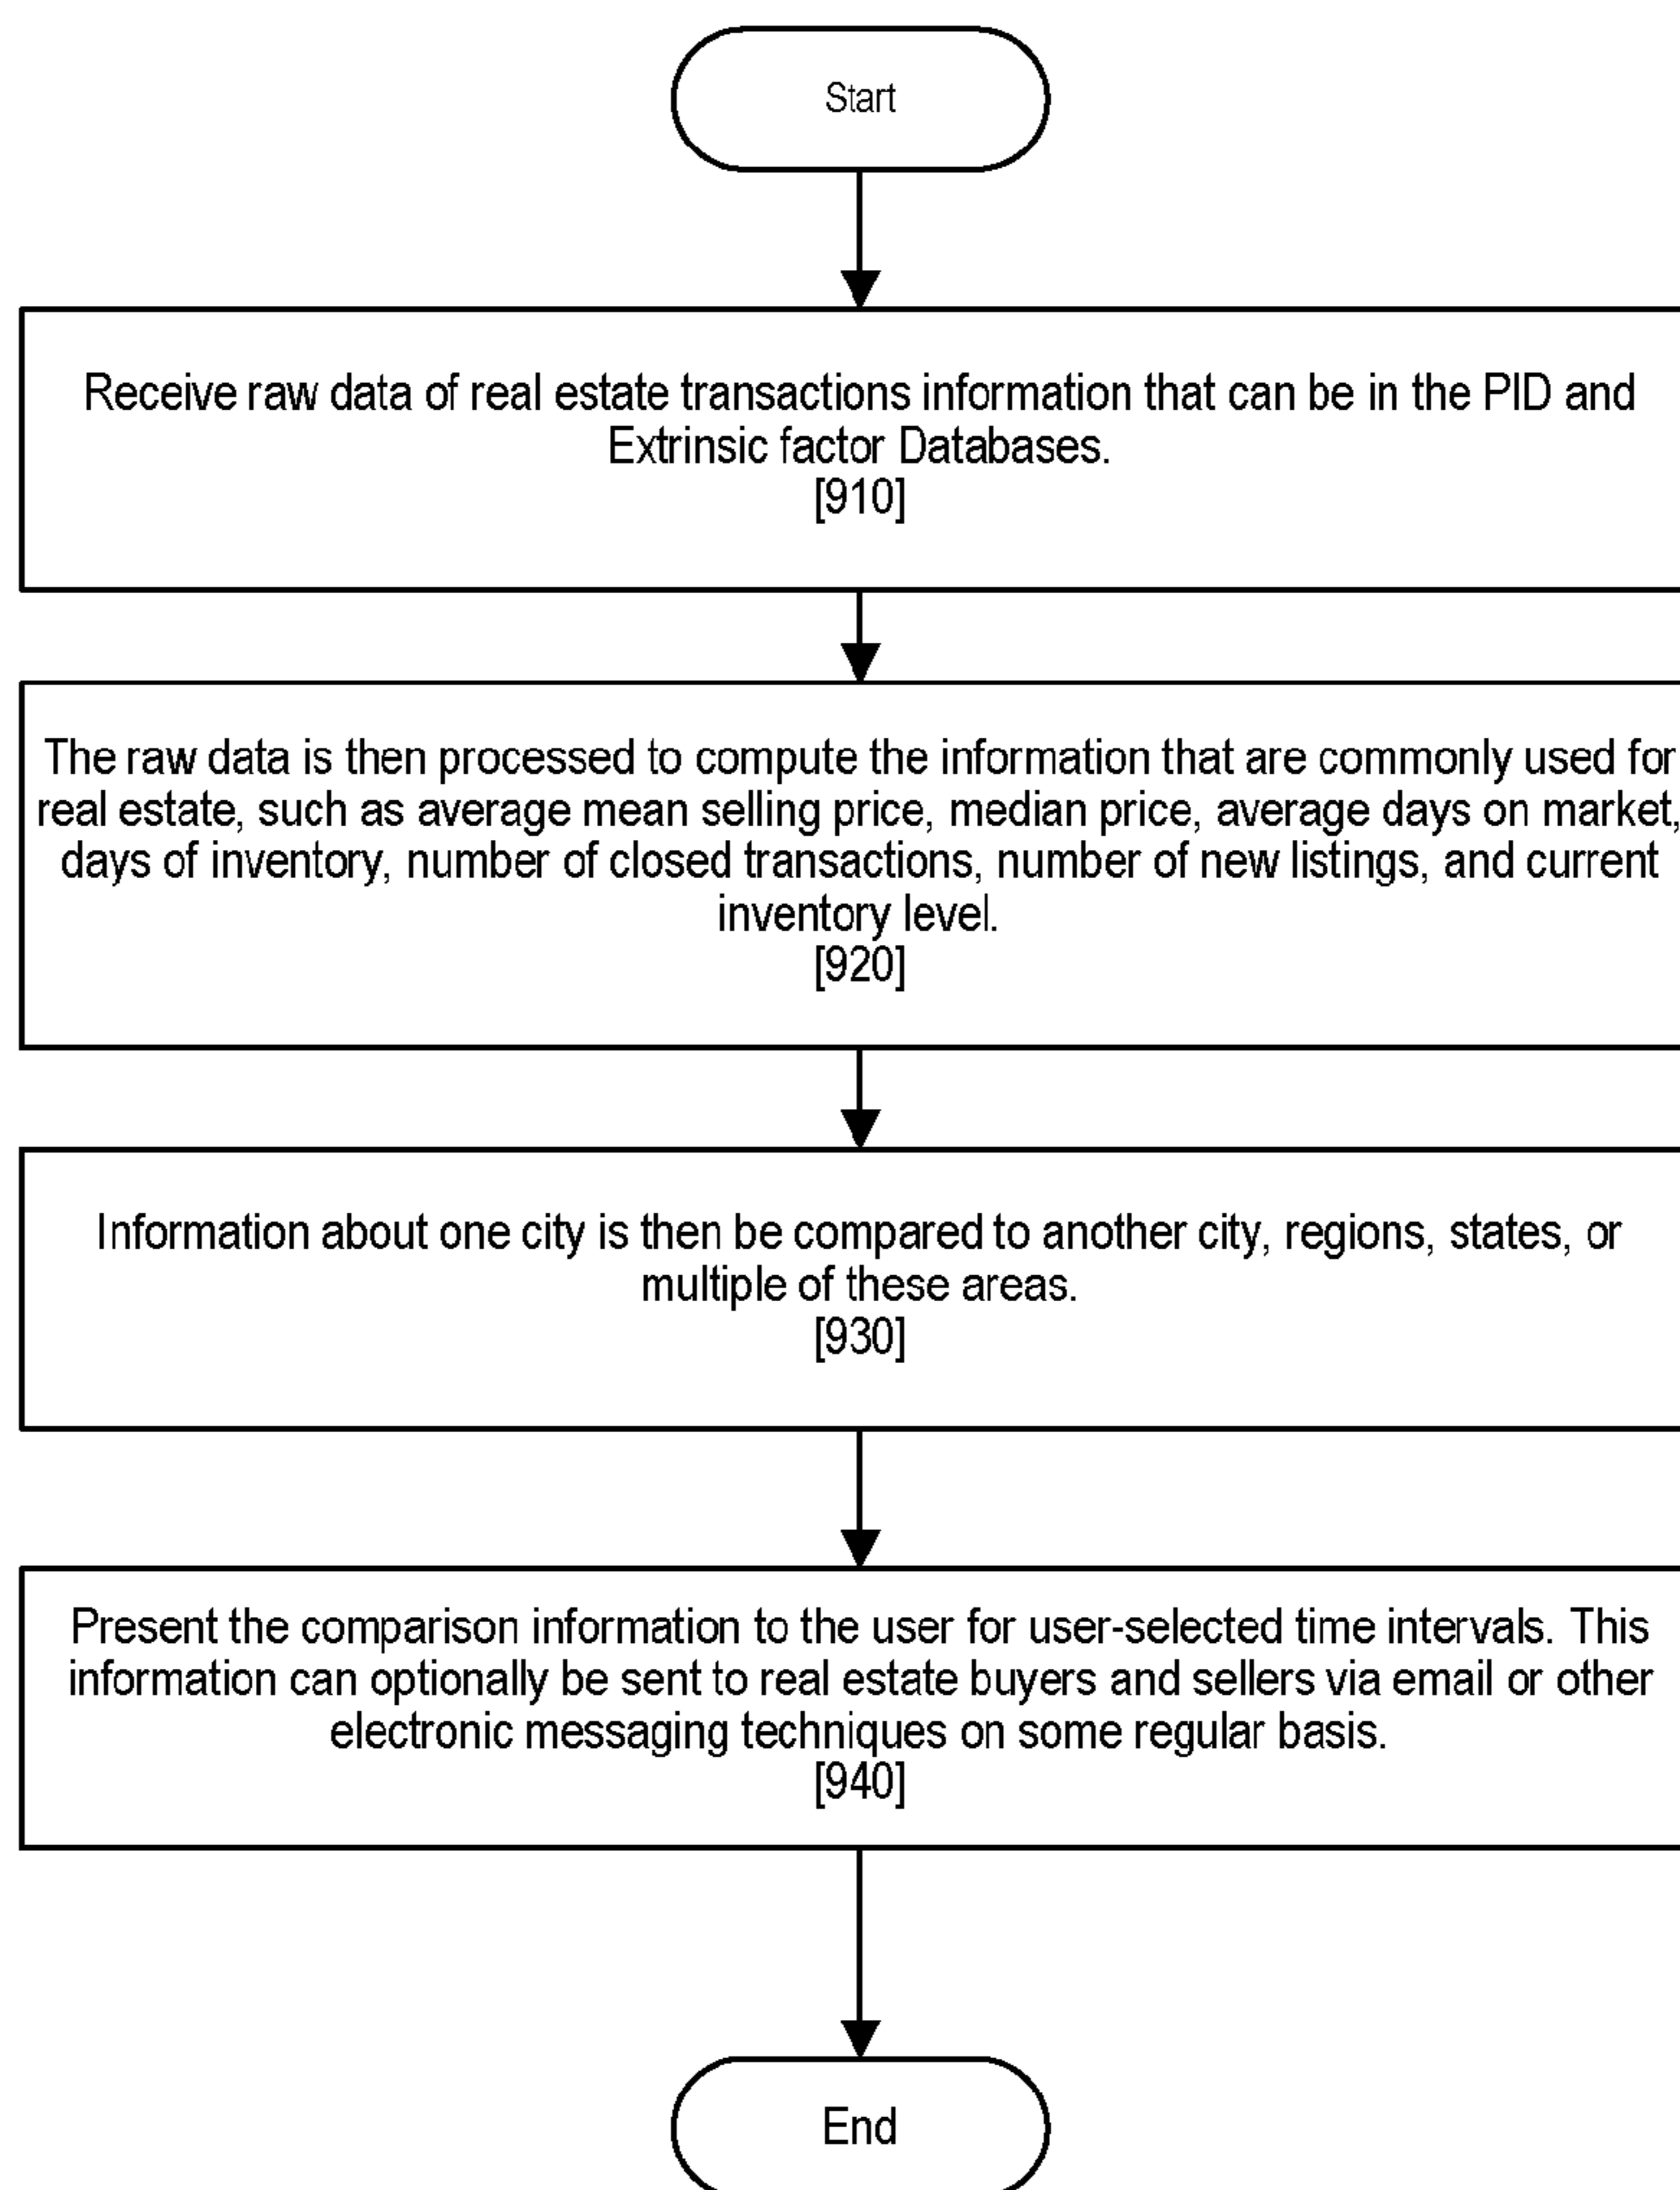 Start
Receive raw data of real estate transactions information that can be in the PID and
Extrinsic factor Databases.
[910]
The raw data is then processed to compute the information that are commonly used for
real estate, such as average mean selling price, median price, average days on market,
days of inventory, number of closed transactions, number of new listings, and current
inventory level.
[920]
Information about one city is then be compared to another city, regions, states, or
multiple of these areas.
[930]
Present the comparison information to the user for user-selected time intervals. This
information can optionally be sent to real estate buyers and sellers via email or other
electronic messaging techniques on some regular basis.
[940]
End